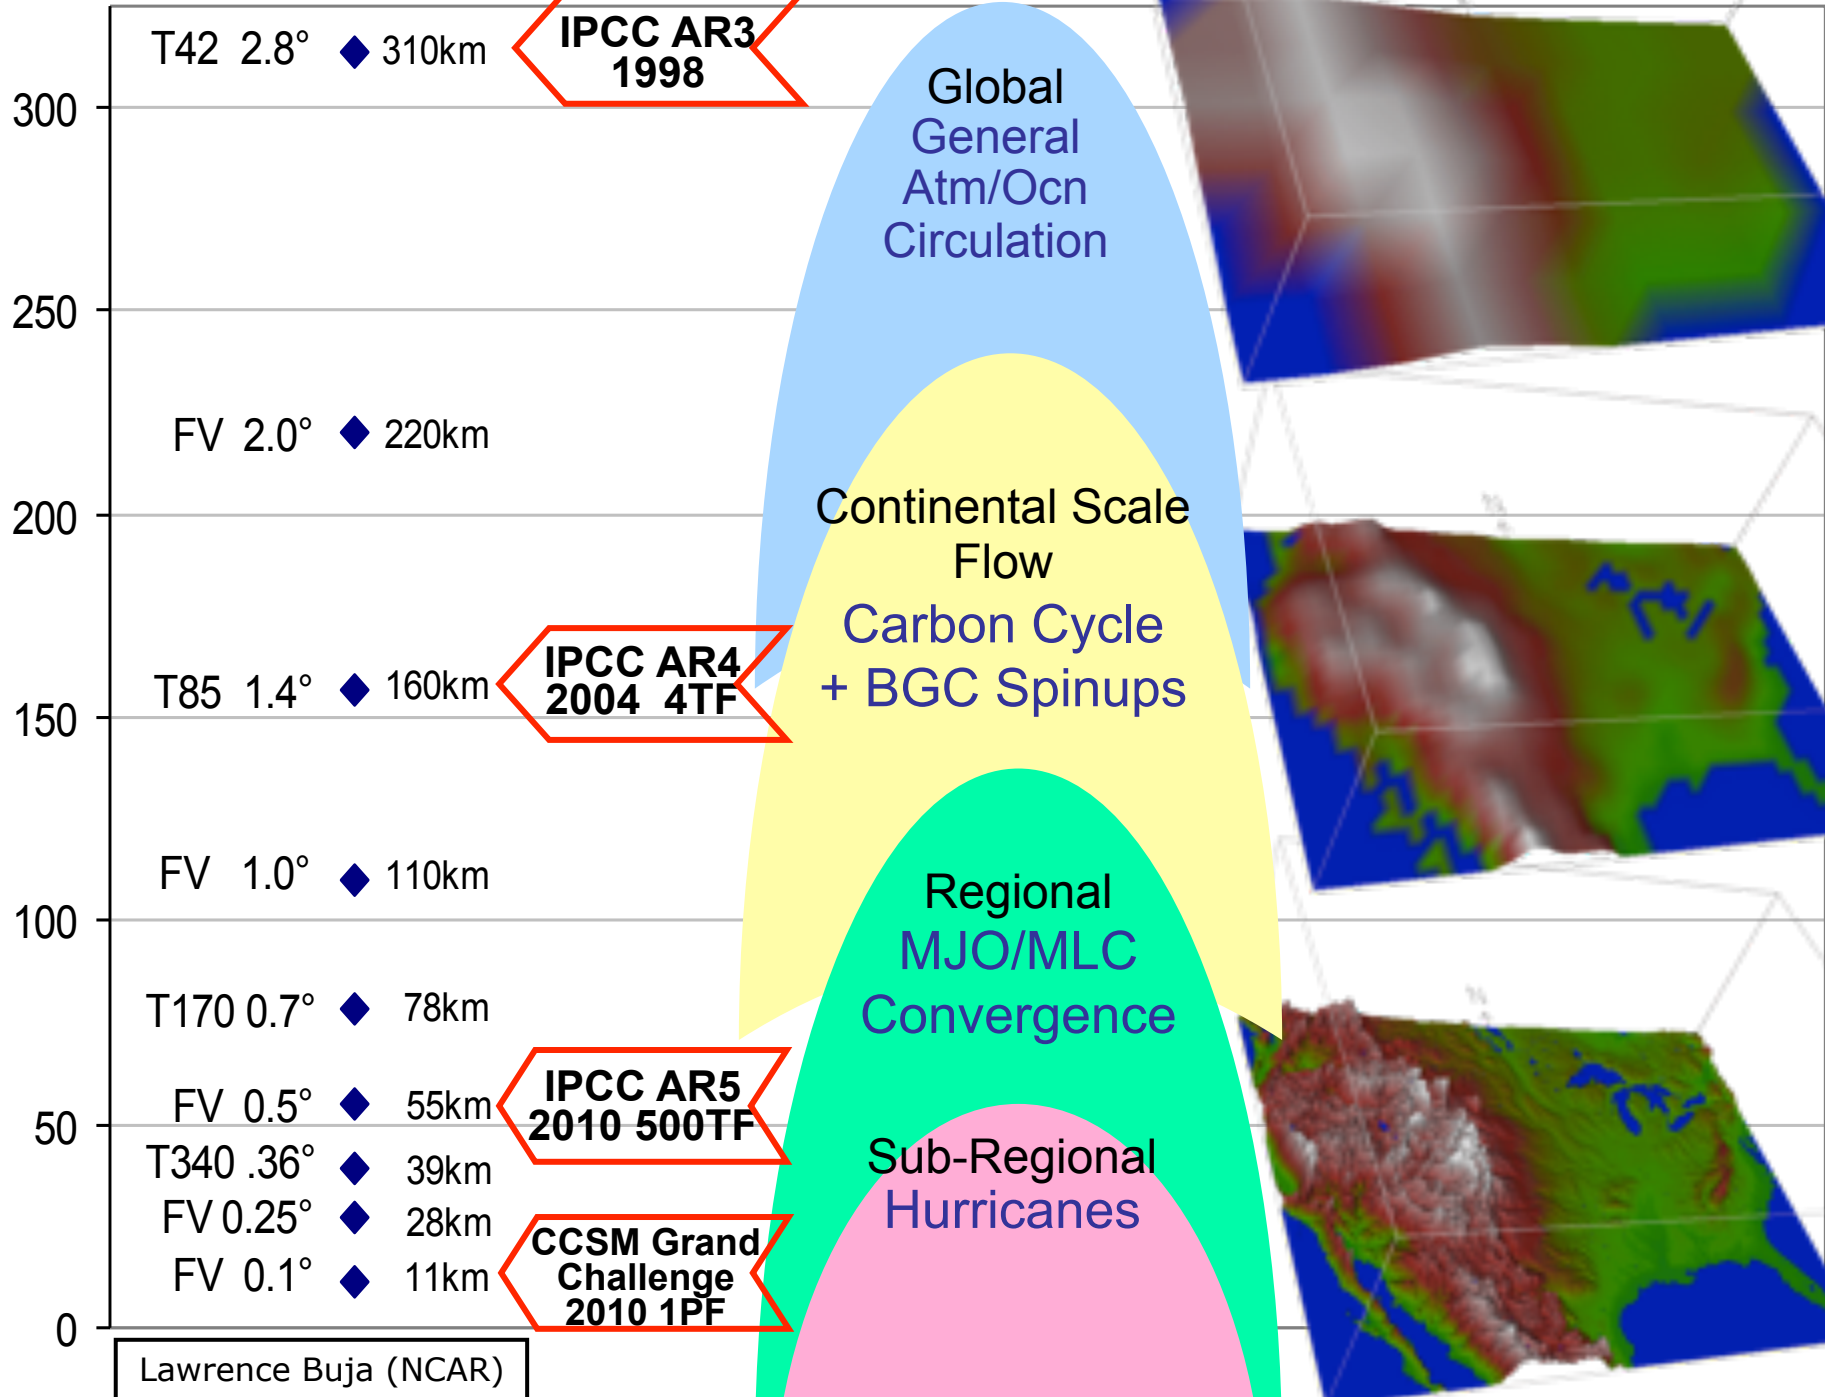 T42 2.8° 310km
IPCC AR3
1998
300
Global
General
Atm/Ocn
Circulation
250
FV 2.0° 220km
200
Continental Scale
Flow
Carbon Cycle
+ BGC Spinups
T85 1.4° 160km
IPCC AR4
2004 4TF
150
FV 1.0° 110km
100
Regional
MJO/MLC
Convergence
T170 0.7° 78km
FV 0.5° 55km
IPCC AR5
2010 500TF
50
T340 .36° 39km
Sub-Regional
Hurricanes
FV 0.25° 28km
FV 0.1° 11km
CCSM Grand
Challenge
2010 1PF
0
Lawrence Buja (NCAR)